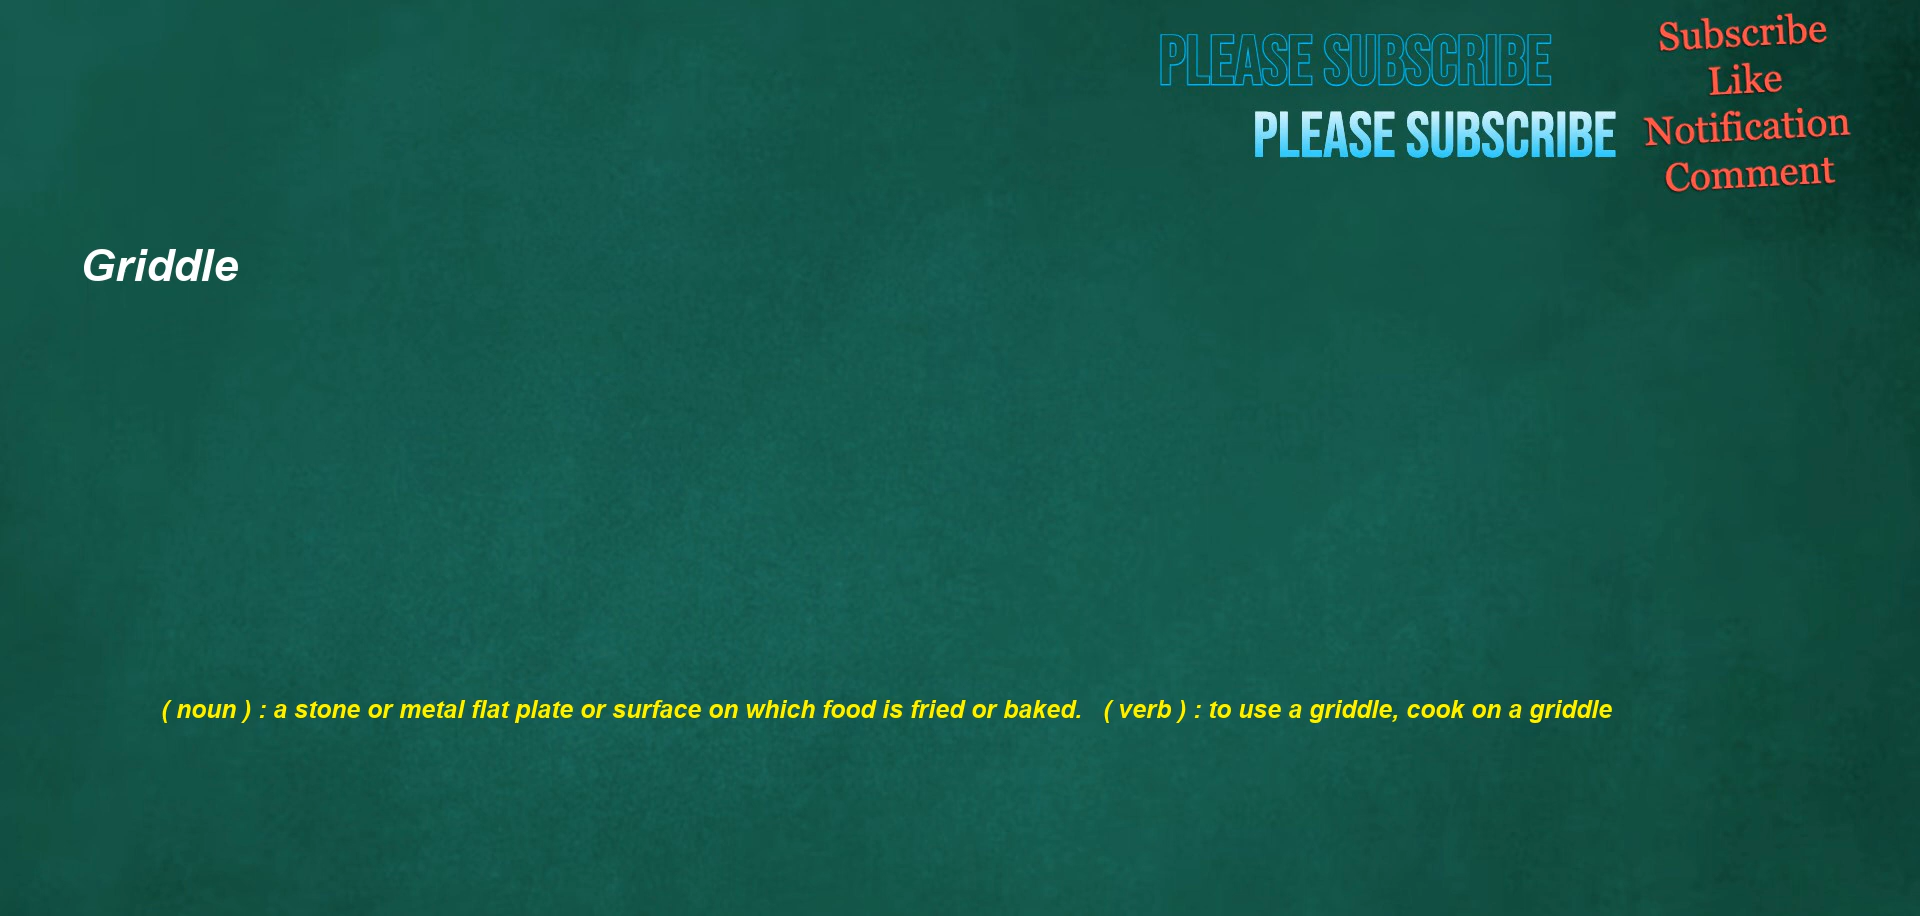 PLEASE SUBSCRIBE
PLEASE SUBSCRIBE
Subscribe
Like
Notification
Comment
Griddle
( noun ) : a stone or metal flat plate or surface on which food is fried or baked.   ( verb ) : to use a griddle, cook on a griddle